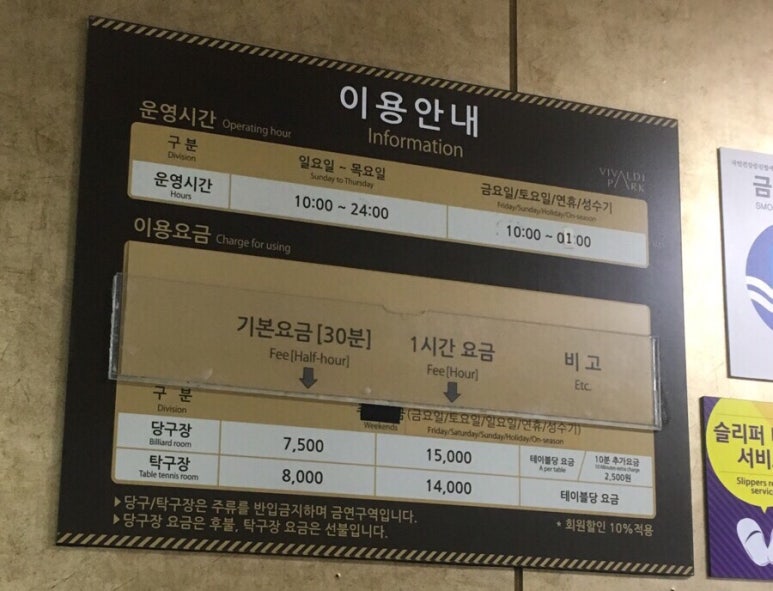 이용안내
Information
운영시간 Operating hour
VIVALDI
PARK
구 분
Division
일요일 ~ 목요일
Sunday to Thursday
금요일/토요일/연휴/성수기
Friday/Sunday/Holiday/On-season
운영시간
Hours
10:00 ~ 24:00
10:00 ~ 01:00
이용요금 Charge for using
기본요금 [30분]
Fee[Half-hour]
1시간 요금
Fee[Hour]
비 고
Etc.
구 분
Division
(금요일/토요일/일요일/연휴/성수기)
Weekends
Friday/Saturday/Sunday/Holiday/On-season
당구장
Billiard room
7,500
15,000
테이블당 요금
A per table
10분 추가요금
2,500원
탁구장
Table tennis room
8,000
14,000
테이블당 요금
▶당구/탁구장은 주류를 반입금지하며 금연구역입니다.
▶당구장 요금은 후불, 탁구장 요금은 선불입니다.
* 회원할인 10%적용
금
SMO
슬리퍼
서비
Slippers
servic